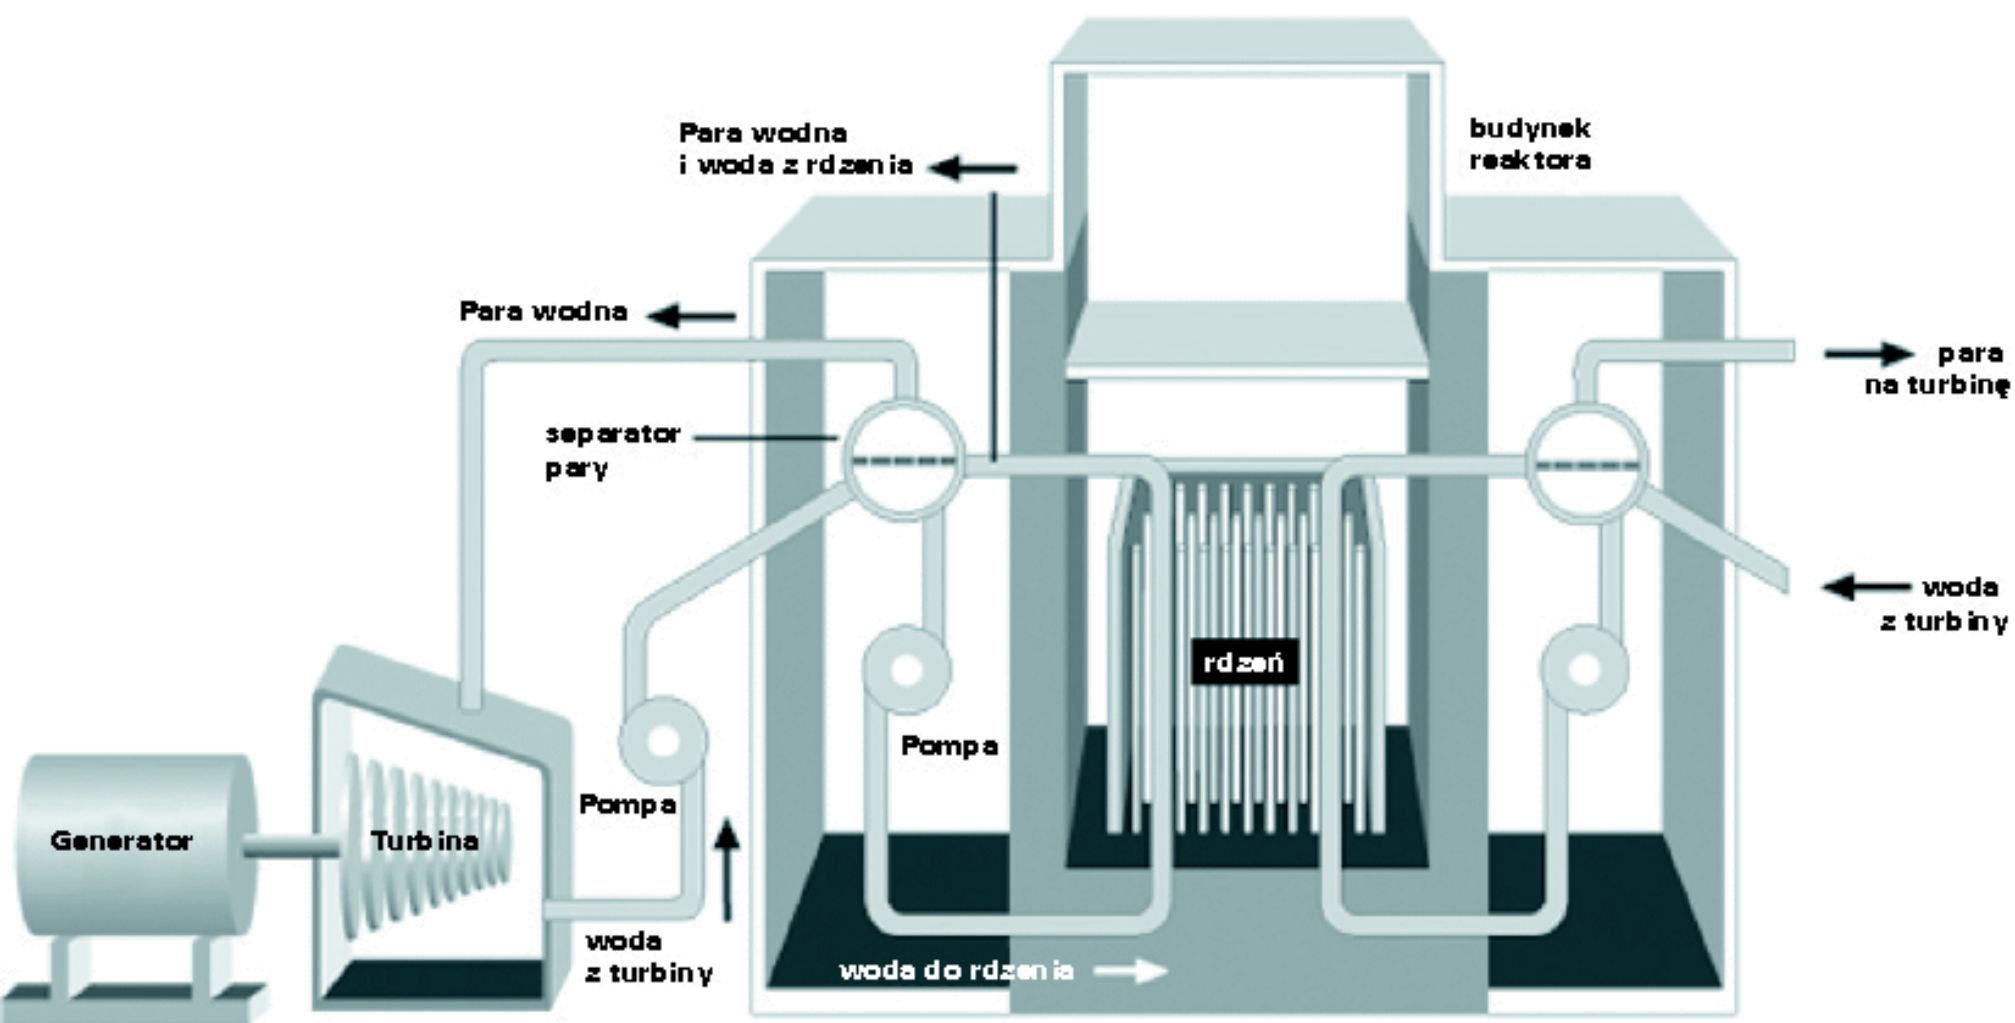 Para wodna
i woda z rdzenia
budynek
reaktora
Para wodna
para
na turbinę
separator
pary
woda
z turbiny
rdzeń
Pompa
Pompa
Generator
Turbina
woda
z turbiny
woda do rdzenia